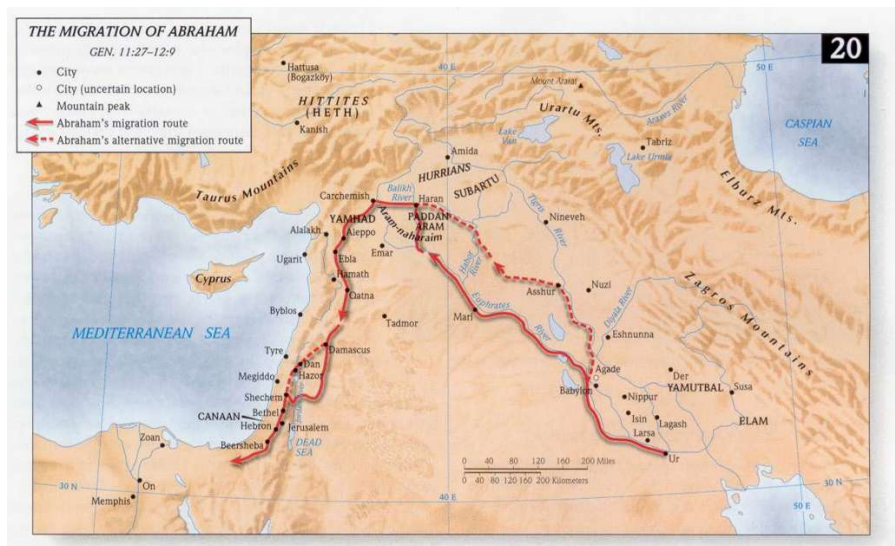 THE MIGRATION OF ABRAHAM
GEN. 11:27–12:9
City
City (uncertain location)
Mountain peak
Abraham's migration route
Abraham's alternative migration route
20
40 E
50 E
Hattusa
(Bogazköy)
HITTITES
(HETH)
Kanish
Mount Ararat
Urartu Mts.
Araxes River
CASPIAN
SEA
Lake
Van
Tabriz
Lake Urmia
Amida
HURRIANS
SUBARTU
Taurus Mountains
Elburz Mts.
Carchemish
Balikh
River
Haran
PADDAN
ARAM
Aram-naharaim
Tigris
River
Nineveh
YAMHAD
Alalakh
Aleppo
Emar
Ebla
Ugarit
Habor
River
Cyprus
Hamath
Qatna
Asshur
Nuzi
Zagros Mountains
Byblos
Tadmor
Mari
Euphrates
River
Diyala River
Eshnunna
MEDITERRANEAN SEA
Tyre
Damascus
Dan
Hazor
Megiddo
Agade
Babylon
Der
YAMUTBAL
Susa
Shechem
Bethel
CANAAN
Hebron
Jerusalem
Nippur
Isin
Lagash
ELAM
Larsa
Beersheba
DEAD
SEA
Zoan
Ur
0 40 80 120 160 200 Miles
0 40 80 120 160 200 Kilometers
30 N
On
Memphis
40 E
30 N
50 E